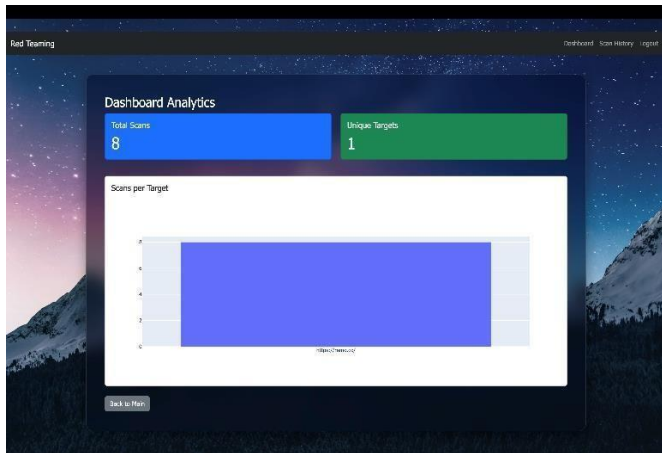 Red Teaming
Dashboard Scan History Logout
Dashboard Analytics
Total Scans
8
Unique Targets
1
Scans per Target
8
6
4
2
0
Back to Main